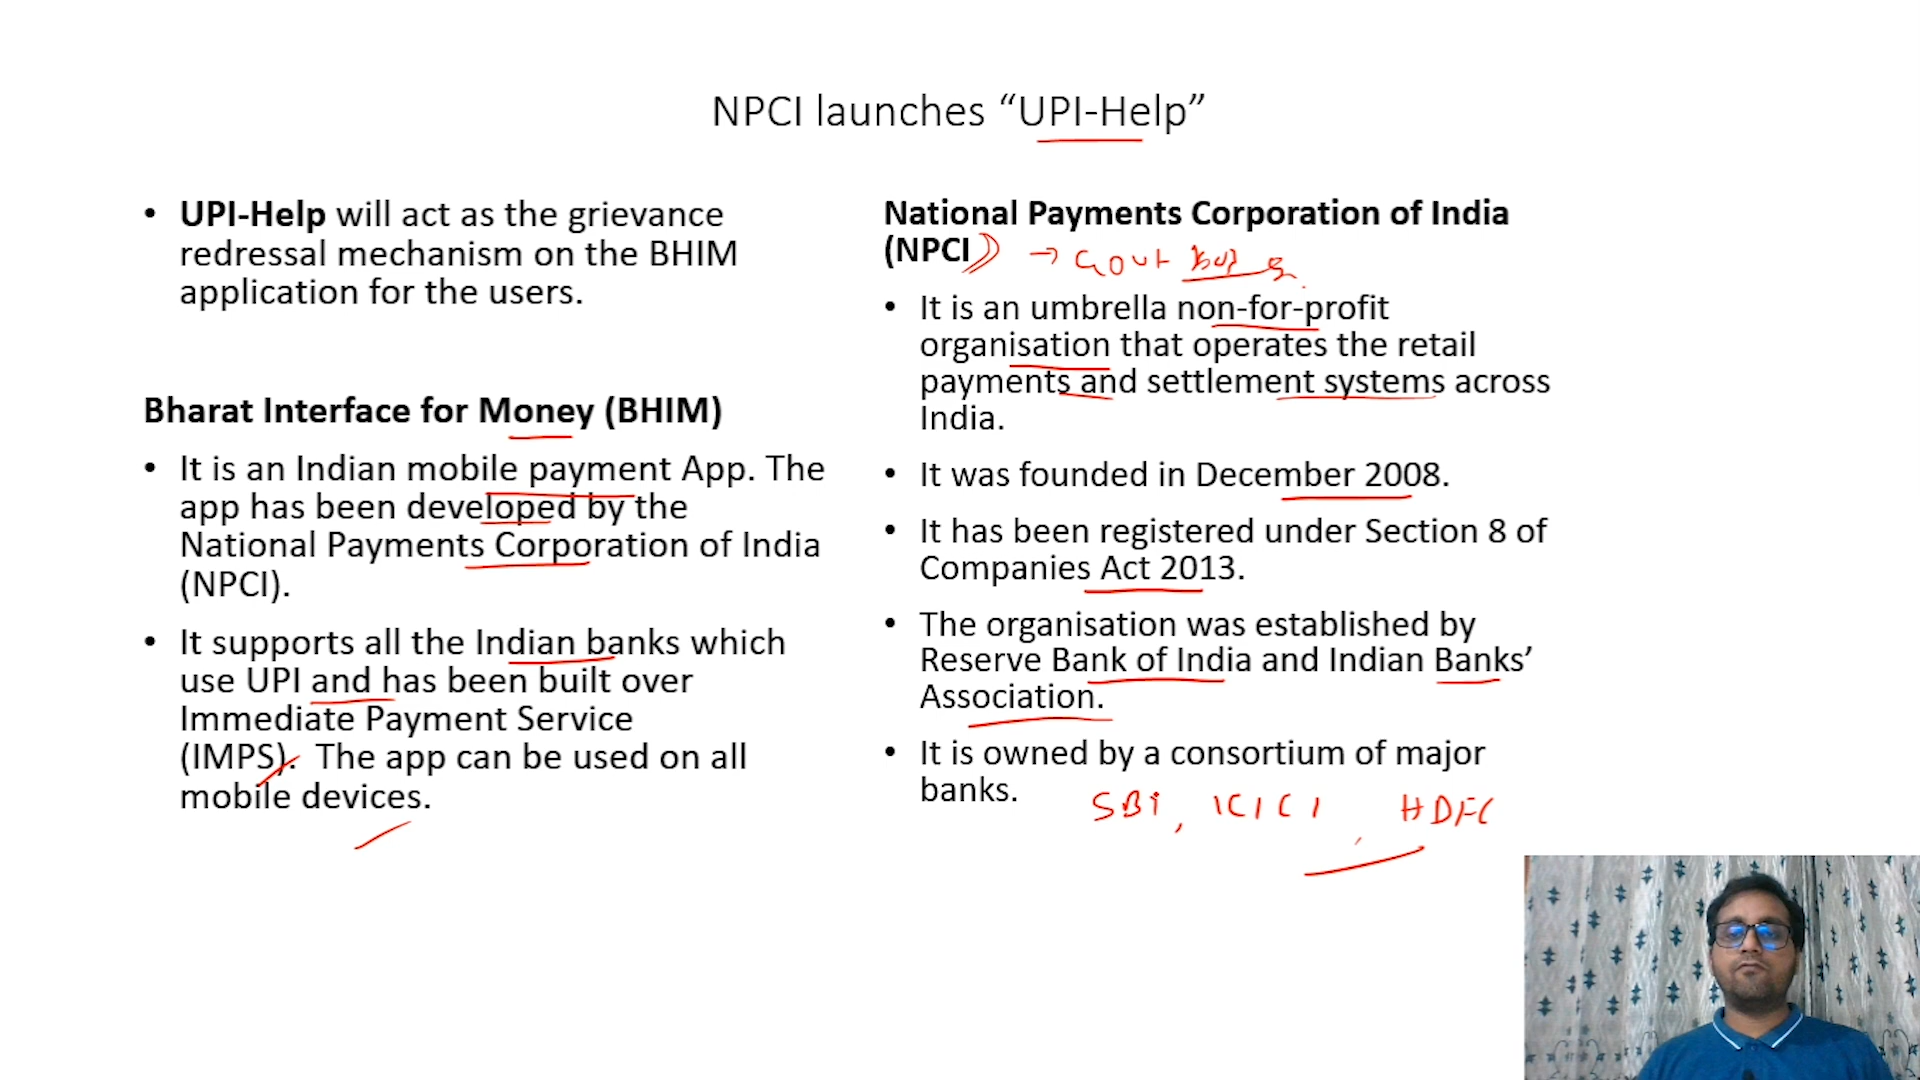 NPCI launches “UPI-Help”
• UPI-Help will act as the grievance
redressal mechanism on the BHIM
application for the users.
Bharat Interface for Money (BHIM)
• It is an Indian mobile payment App. The
app has been developed by the
National Payments Corporation of India
(NPCI).
• It supports all the Indian banks which
use UPI and has been built over
Immediate Payment Service
(IMPS). The app can be used on all
mobile devices.
National Payments Corporation of India
(NPCI) → Govt
• It is an umbrella non-for-profit
organisation that operates the retail
payments and settlement systems across
India.
• It was founded in December 2008.
• It has been registered under Section 8 of
Companies Act 2013.
• The organisation was established by
Reserve Bank of India and Indian Banks’
Association.
• It is owned by a consortium of major
banks.
SBI, ICICI, HDFC